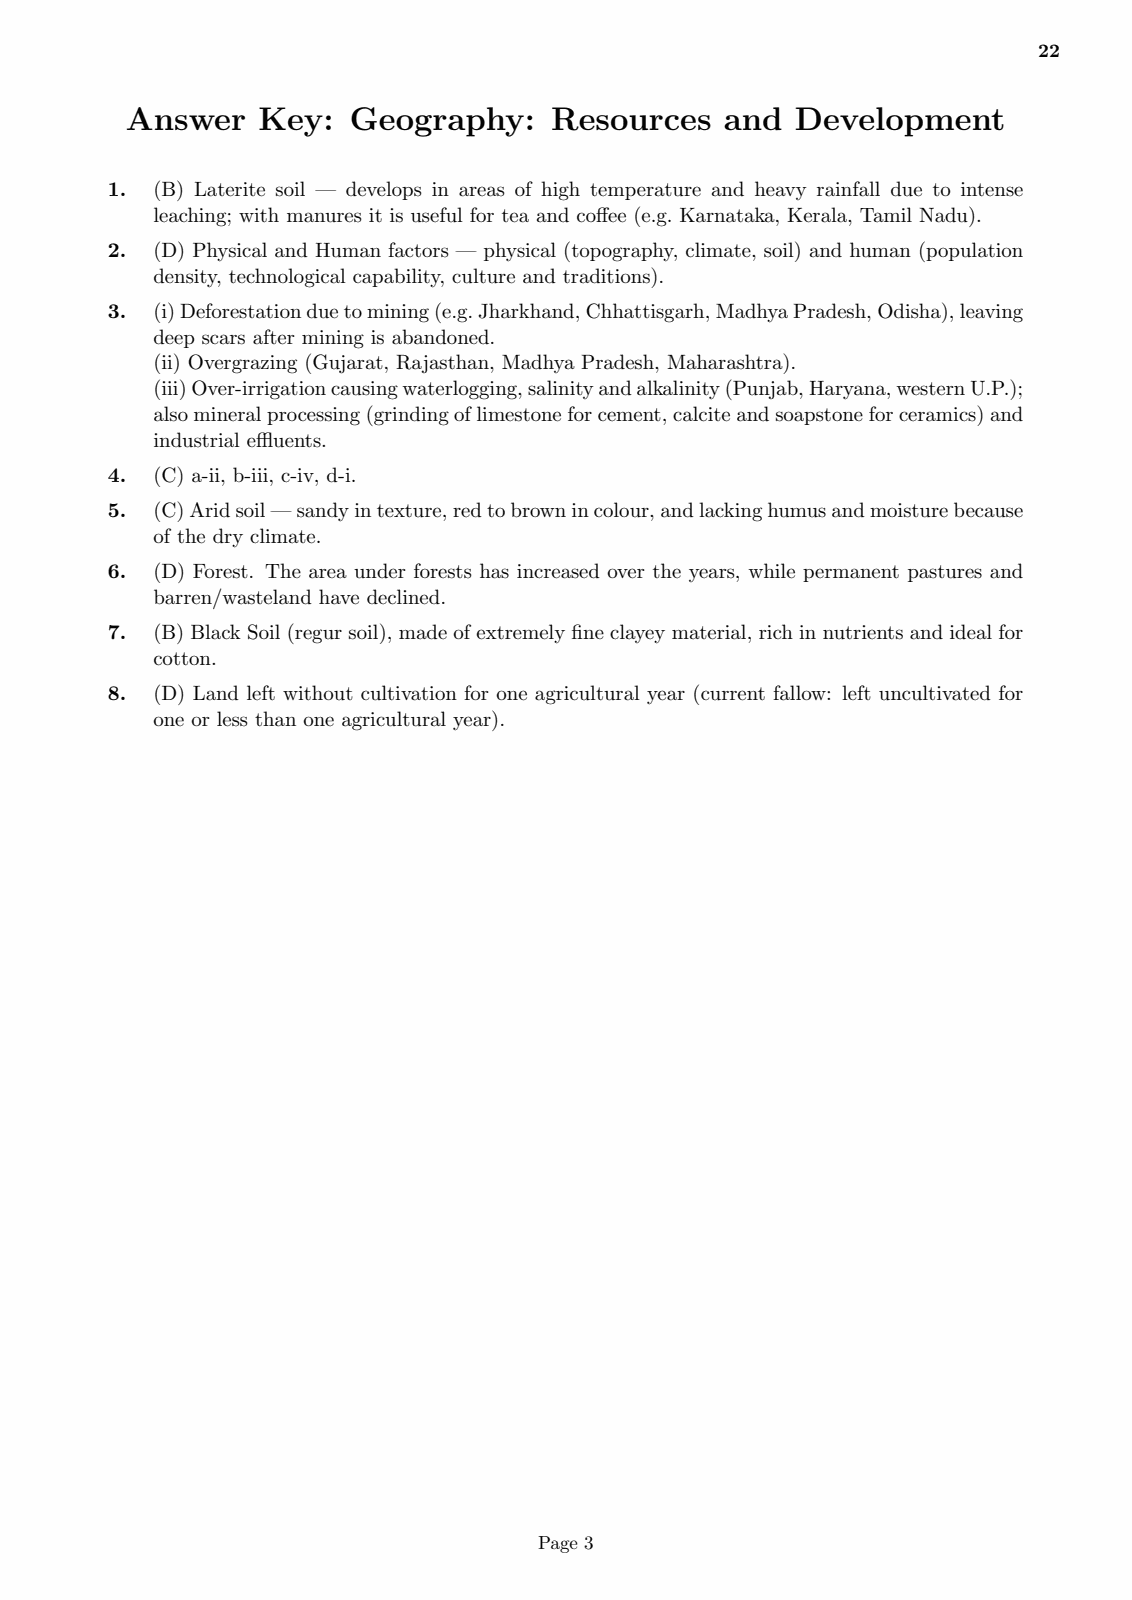 22
Answer Key: Geography: Resources and Development
1. (B) Laterite soil — develops in areas of high temperature and heavy rainfall due to intense
leaching; with manures it is useful for tea and coffee (e.g. Karnataka, Kerala, Tamil Nadu).
2. (D) Physical and Human factors — physical (topography, climate, soil) and human (population
density, technological capability, culture and traditions).
3. (i) Deforestation due to mining (e.g. Jharkhand, Chhattisgarh, Madhya Pradesh, Odisha), leaving
deep scars after mining is abandoned.
(ii) Overgrazing (Gujarat, Rajasthan, Madhya Pradesh, Maharashtra).
(iii) Over-irrigation causing waterlogging, salinity and alkalinity (Punjab, Haryana, western U.P.);
also mineral processing (grinding of limestone for cement, calcite and soapstone for ceramics) and
industrial effluents.
4. (C) a-ii, b-iii, c-iv, d-i.
5. (C) Arid soil — sandy in texture, red to brown in colour, and lacking humus and moisture because
of the dry climate.
6. (D) Forest. The area under forests has increased over the years, while permanent pastures and
barren/wasteland have declined.
7. (B) Black Soil (regur soil), made of extremely fine clayey material, rich in nutrients and ideal for
cotton.
8. (D) Land left without cultivation for one agricultural year (current fallow: left uncultivated for
one or less than one agricultural year).
Page 3